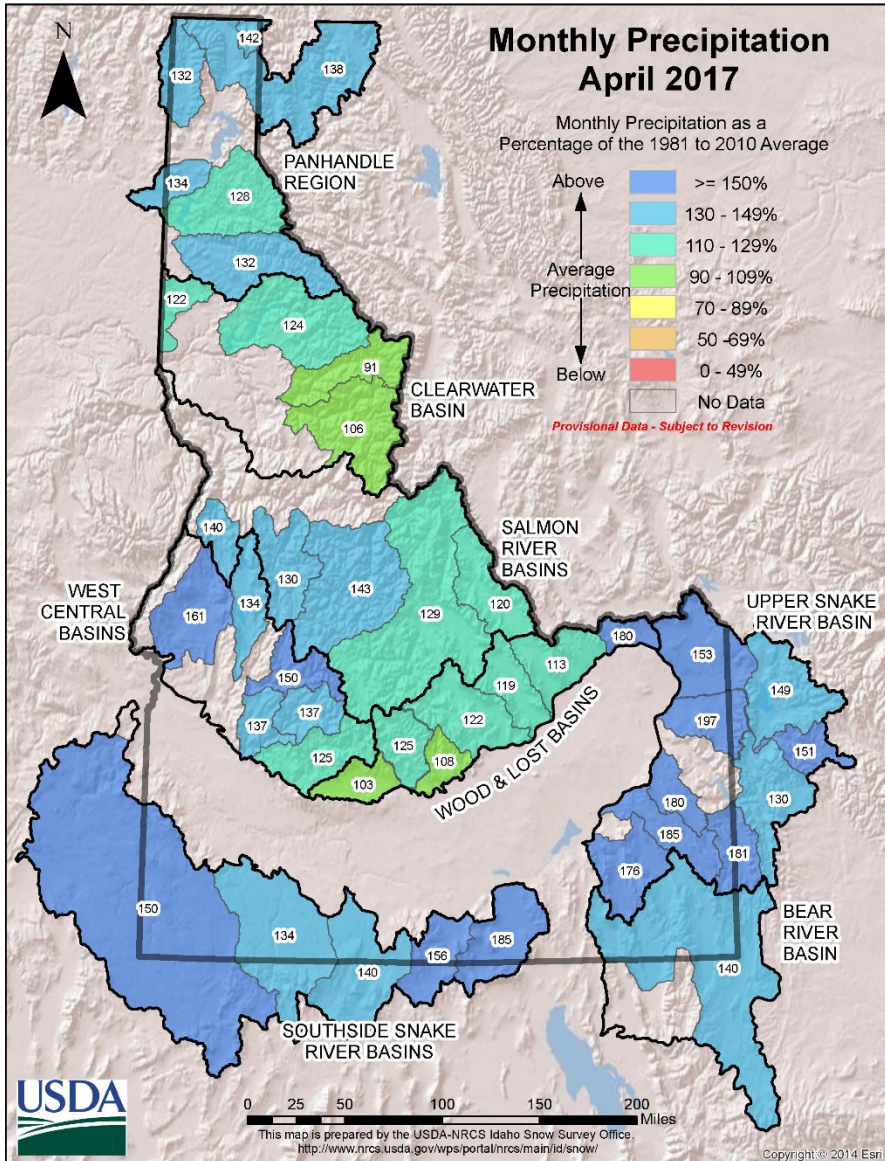 Monthly Precipitation
April 2017
Monthly Precipitation as a
Percentage of the 1981 to 2010 Average
Above
Average
Precipitation
Below
>= 150%
130 - 149%
110 - 129%
90 - 109%
70 - 89%
50 -69%
0 - 49%
No Data
Provisional Data - Subject to Revision
N
142
132
138
PANHANDLE
REGION
134
128
132
122
124
91
CLEARWATER
BASIN
106
SALMON
RIVER
BASINS
140
130
143
WEST
CENTRAL
BASINS
161
134
129
120
UPPER SNAKE
RIVER BASIN
180
153
150
113
119
149
137
137
122
197
125
125
108
151
103
WOOD & LOST BASINS
180
130
185
181
176
BEAR
RIVER
BASIN
150
134
140
156
185
140
SOUTHSIDE SNAKE
RIVER BASINS
USDA
0 25 50 100 150 200
Miles
This map is prepared by the USDA-NRCS Idaho Snow Survey Office.
http://www.nrcs.usda.gov/wps/portal/nrcs/main/id/snow/
Copyright:© 2014 Esri